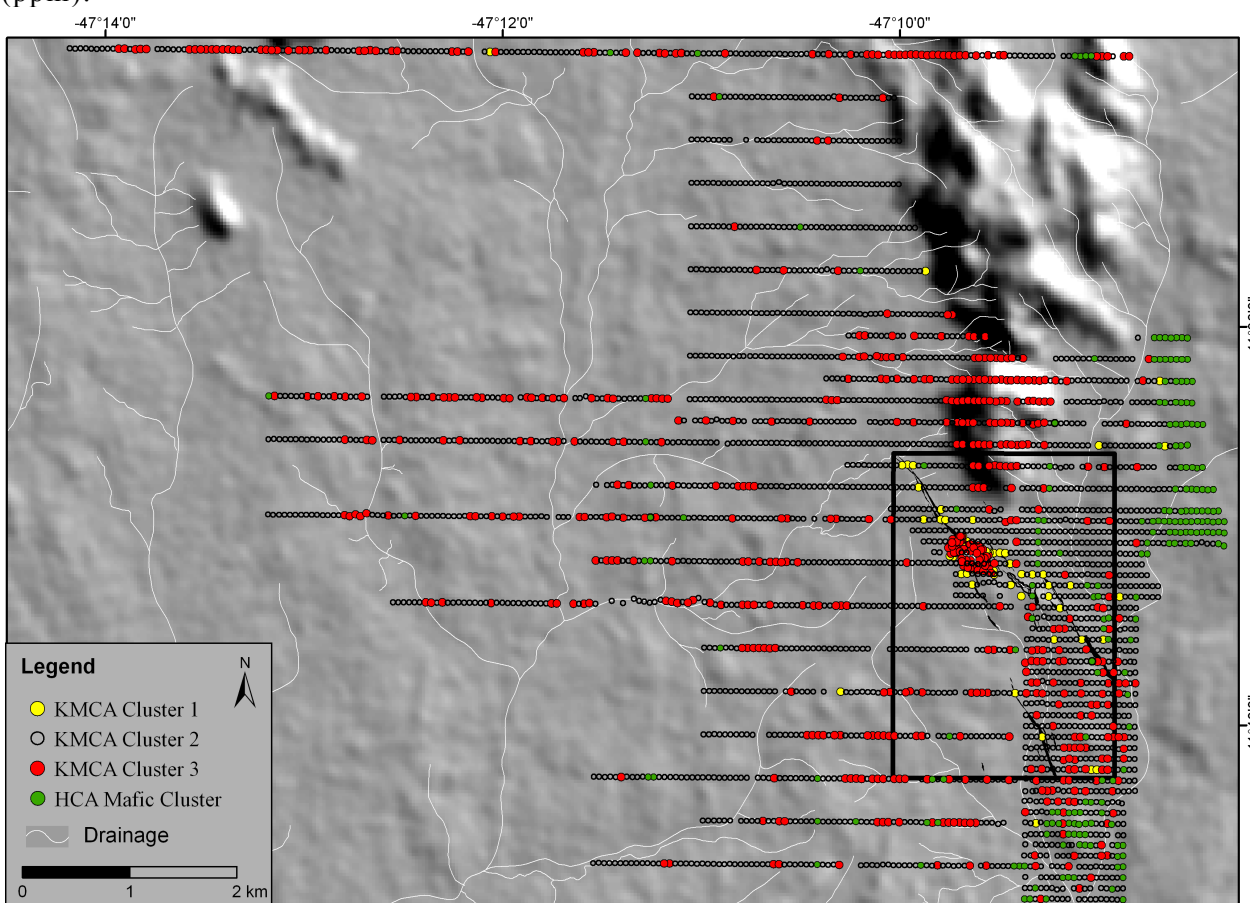 (ppm).
-47°14'0"
-47°12'0"
-47°10'0"
Legend
N
KMCA Cluster 1
KMCA Cluster 2
KMCA Cluster 3
HCA Mafic Cluster
Drainage
0
1
2 km